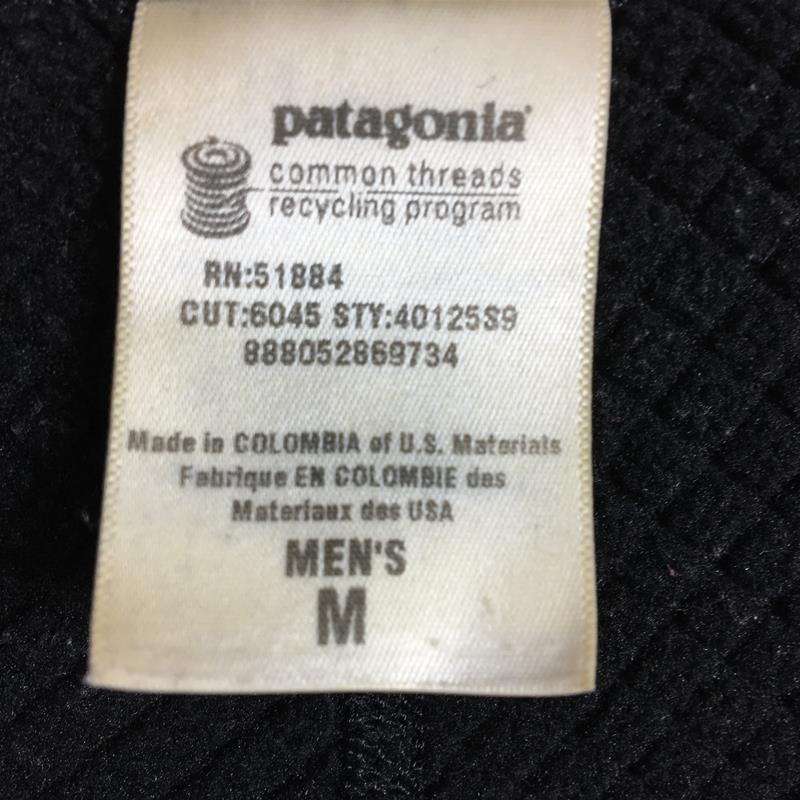 patagonia®
common threads
recycling program
RN:51884
CUT:6045 STY:40125S9
888052869734
Made in COLOMBIA of U.S. Materials
Fabrique EN COLOMBIE des
Materiaux des USA
MEN'S
M